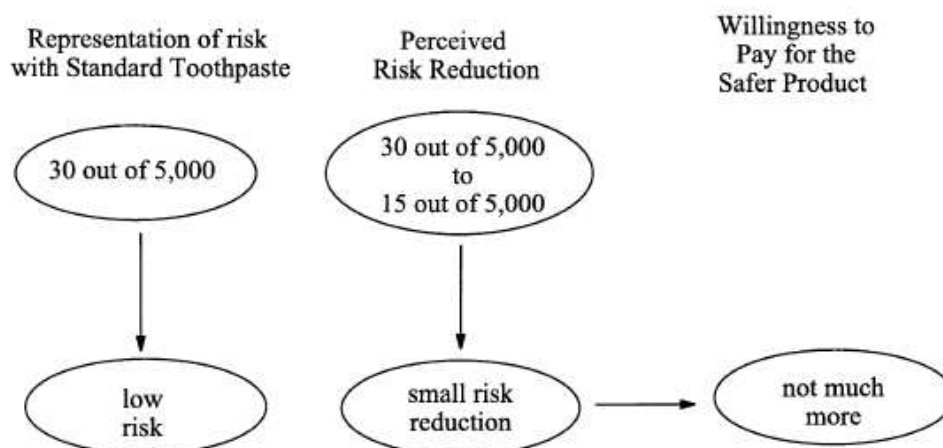 Representation of risk
with Standard Toothpaste
Perceived
Risk Reduction
Willingness to
Pay for the
Safer Product
30 out of 5,000
30 out of 5,000
to
15 out of 5,000
low
risk
small risk
reduction
not much
more